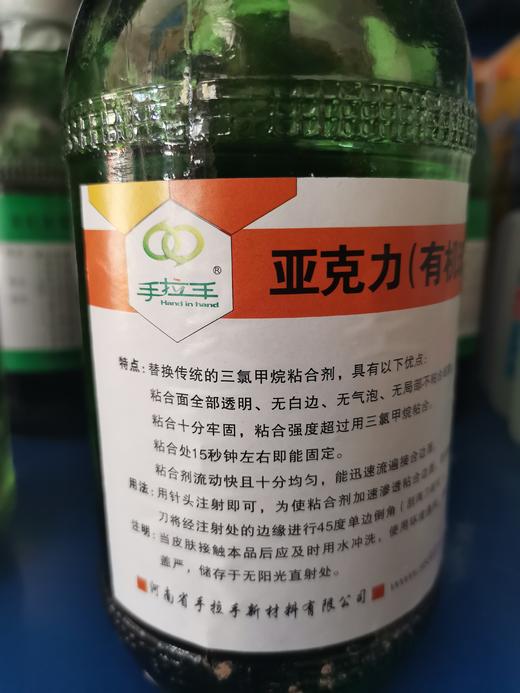 手拉手®
Hand in hand
亚克力(有机
特点：替换传统的三氯甲烷粘合剂，具有以下优点：
粘合面全部透明、无白边、无气泡、无局部不粘合
粘合十分牢固，粘合强度超过用三氯甲烷粘合。
粘合处15秒钟左右即能固定。
粘合剂流动快且十分均匀，能迅速流遍接合边面，
用法：用针头注射即可，为使粘合剂加速渗透粘合边面，
刀将经注射处的边缘进行45度单边倒角
注明：当皮肤接触本品后应及时用水冲洗，使用环境
盖严，储存于无阳光直射处。
河南省手拉手新材料有限公司
www.